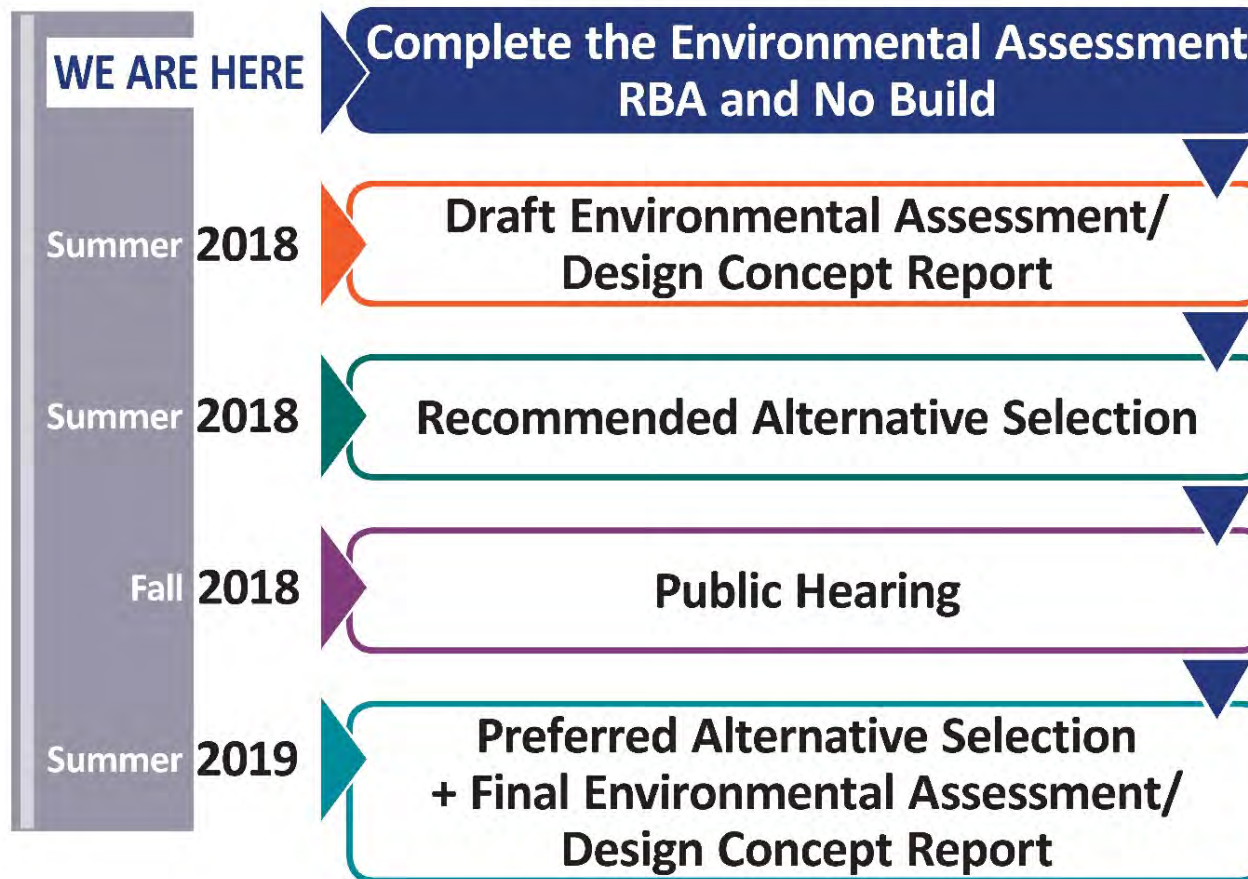 WE ARE HERE
Complete the Environmental Assessment
RBA and No Build
Summer 2018
Draft Environmental Assessment/
Design Concept Report
Summer 2018
Recommended Alternative Selection
Fall 2018
Public Hearing
Summer 2019
Preferred Alternative Selection
+ Final Environmental Assessment/
Design Concept Report